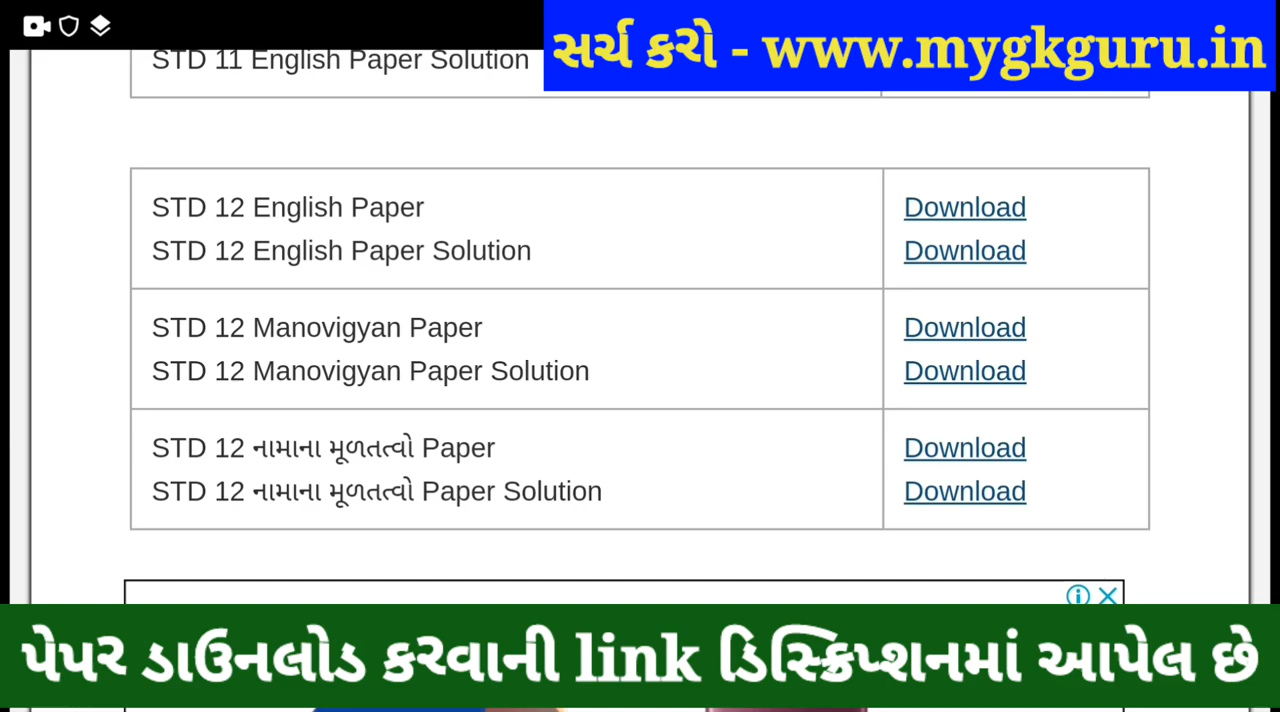 સર્ચ કરો - www.mygkguru.in
STD 11 English Paper Solution
STD 12 English Paper Download
STD 12 English Paper Solution Download
STD 12 Manovigyan Paper Download
STD 12 Manovigyan Paper Solution Download
STD 12 નામાના મૂળતત્વો Paper Download
STD 12 નામાના મૂળતત્વો Paper Solution Download
પેપર ડાઉનલોડ કરવાની link ડિસ્ક્રિપ્શનમાં આપેલ છે